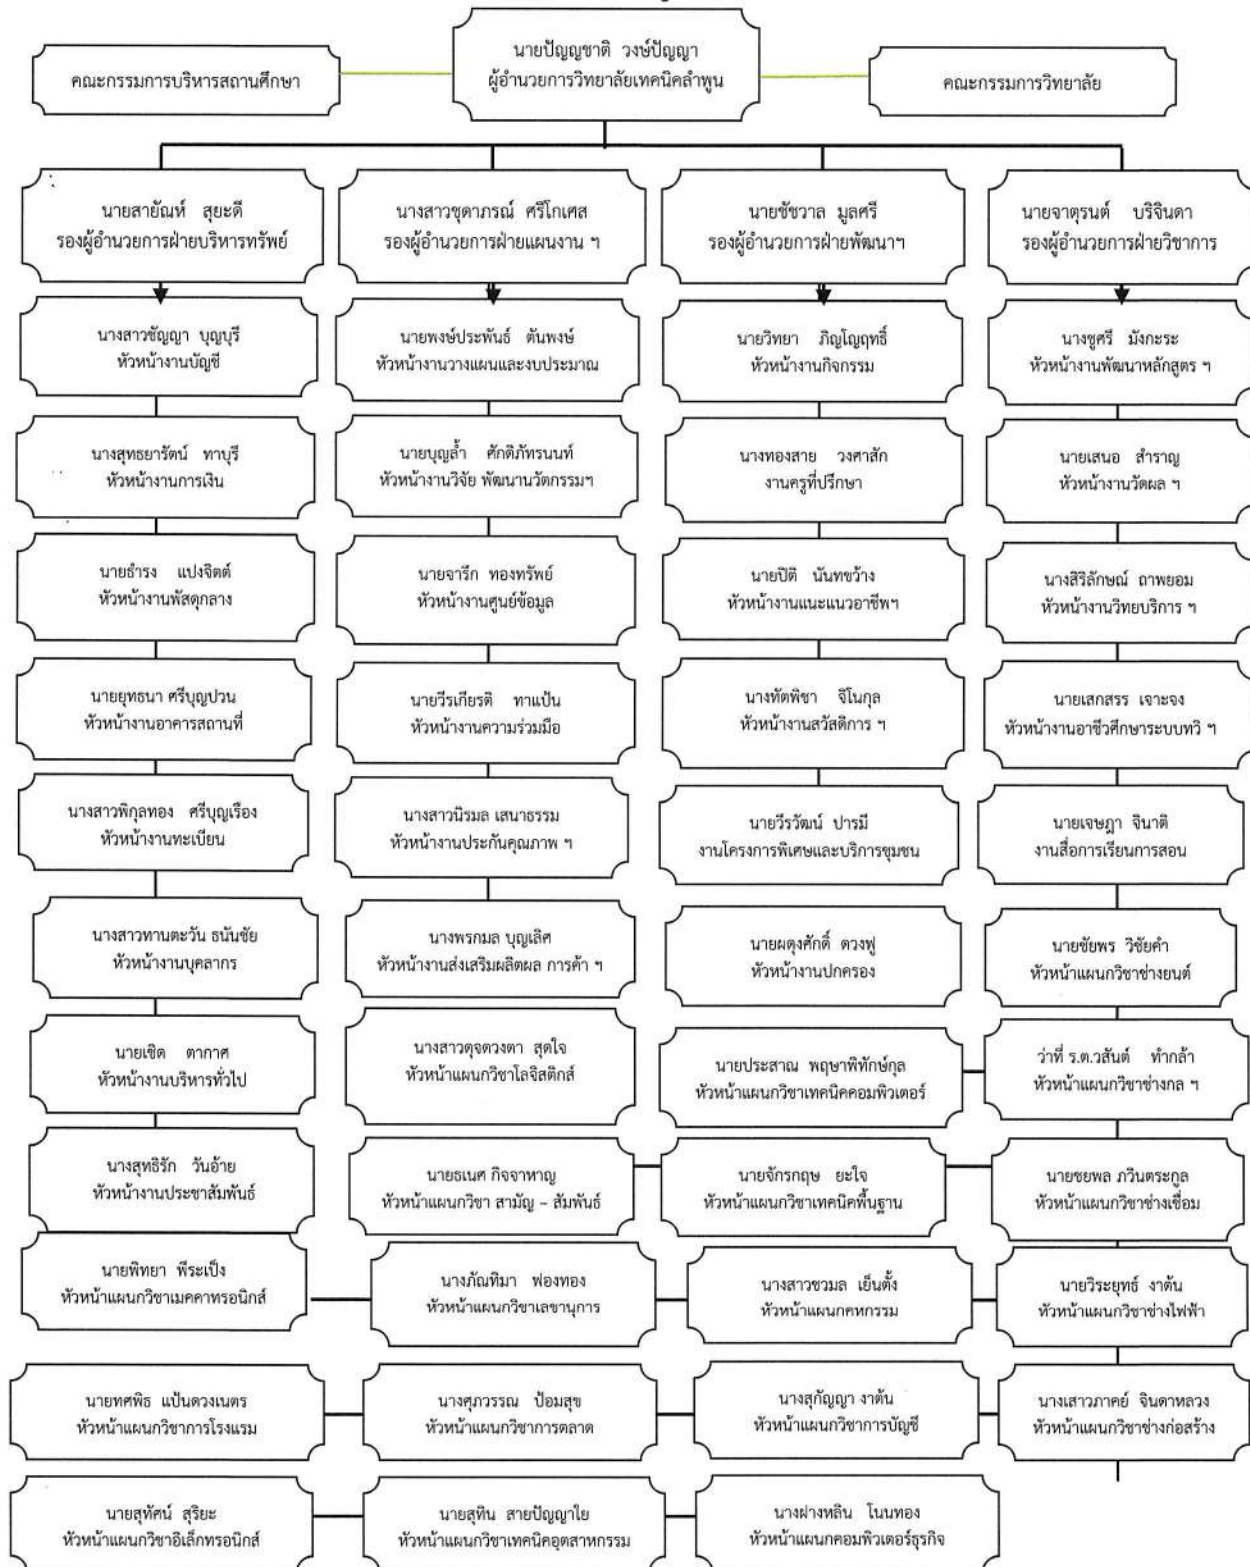 นายปัญญชาติ วงษ์ปัญญา
ผู้อำนวยการวิทยาลัยเทคนิคลำพูน
คณะกรรมการบริหารสถานศึกษา
คณะกรรมการวิทยาลัย
นายสายัณห์ สุยะดี
รองผู้อำนวยการฝ่ายบริหารทรัพย์
นางสาวชุดาภรณ์ ศรีโกเศส
รองผู้อำนวยการฝ่ายแผนงาน ฯ
นายชัชวาล มูลศรี
รองผู้อำนวยการฝ่ายพัฒนาฯ
นายจาตุรนต์ บริจินดา
รองผู้อำนวยการฝ่ายวิชาการ
นางสาวชัญญา บุญบุรี
หัวหน้างานบัญชี
นายพงษ์ประพันธ์ ตันพงษ์
หัวหน้างานวางแผนและงบประมาณ
นายวิทยา ภิญโญฤทธิ์
หัวหน้างานกิจกรรม
นางชูศรี มังกะระ
หัวหน้างานพัฒนาหลักสูตร ฯ
นางสุทธยารัตน์ ทาบุรี
หัวหน้างานการเงิน
นายบุญล้ำ ศักดิภัทรนนท์
หัวหน้างานวิจัย พัฒนานวัตกรรมฯ
นางทองสาย วงศาสัก
งานครูที่ปรึกษา
นายเสนอ สำราญ
หัวหน้างานวัดผล ฯ
นายธำรง แปงจิตต์
หัวหน้างานพัสดุกลาง
นายจารึก ทองทรัพย์
หัวหน้างานศูนย์ข้อมูล
นายปิติ นันทขว้าง
หัวหน้างานแนะแนวอาชีพฯ
นางสิริลักษณ์ ถาพยอม
หัวหน้างานวิทยบริการ ฯ
นายยุทธนา ศรีบุญปวน
หัวหน้างานอาคารสถานที่
นายวีรเกียรติ ทาแป้น
หัวหน้างานความร่วมมือ
นางทัตพิชา จิโนกุล
หัวหน้างานสวัสดิการ ฯ
นายเสกสรร เจาะจง
หัวหน้างานอาชีวศึกษาระบบทวิ ฯ
นางสาวพิกุลทอง ศรีบุญเรือง
หัวหน้างานทะเบียน
นางสาวนิรมล เสนาธรรม
หัวหน้างานประกันคุณภาพ ฯ
นายวีรวัฒน์ ปารมี
งานโครงการพิเศษและบริการชุมชน
นายเจษฎา จินาติ
งานสื่อการเรียนการสอน
นางสาวทานตะวัน ธนันชัย
หัวหน้างานบุคลากร
นางพรกมล บุญเลิศ
หัวหน้างานส่งเสริมผลิตผล การค้า ฯ
นายผดุงศักดิ์ ดวงฟู
หัวหน้างานปกครอง
นายชัยพร วิชัยคำ
หัวหน้าแผนกวิชาช่างยนต์
นายเชิด ตากาศ
หัวหน้างานบริหารทั่วไป
นางสาวดุจดวงตา สุดใจ
หัวหน้าแผนกวิชาโลจิสติกส์
นายประสาณ พฤษาพิทักษ์กุล
หัวหน้าแผนกวิชาเทคนิคคอมพิวเตอร์
ว่าที่ ร.ต.วสันต์ ทำกล้า
หัวหน้าแผนกวิชาช่างกล ฯ
นางสุทธิรัก วันอ้าย
หัวหน้างานประชาสัมพันธ์
นายธเนศ กิจจาหาญ
หัวหน้าแผนกวิชา สามัญ – สัมพันธ์
นายจักรกฤษ ยะใจ
หัวหน้าแผนกวิชาเทคนิคพื้นฐาน
นายชยพล ภวินตระกูล
หัวหน้าแผนกวิชาช่างเชื่อม
นายพิทยา พีระเป็ง
หัวหน้าแผนกวิชาเมคคาทรอนิกส์
นางภัณทิมา ฟองทอง
หัวหน้าแผนกวิชาเลขานุการ
นางสาวชวมล เย็นตั้ง
หัวหน้าแผนกคหกรรม
นายวิระยุทธ์ งาต้น
หัวหน้าแผนกวิชาช่างไฟฟ้า
นายทศพิธ แป้นดวงเนตร
หัวหน้าแผนกวิชาการโรงแรม
นางศุภวรรณ ป้อมสุข
หัวหน้าแผนกวิชาการตลาด
นางสุกัญญา งาต้น
หัวหน้าแผนกวิชาการบัญชี
นางเสาวภาคย์ จินดาหลวง
หัวหน้าแผนกวิชาช่างก่อสร้าง
นายสุทัศน์ สุริยะ
หัวหน้าแผนกวิชาอิเล็กทรอนิกส์
นายสุทิน สายปัญญาใย
หัวหน้าแผนกวิชาเทคนิคอุตสาหกรรม
นางฝางหลิน โนนทอง
หัวหน้าแผนกคอมพิวเตอร์ธุรกิจ